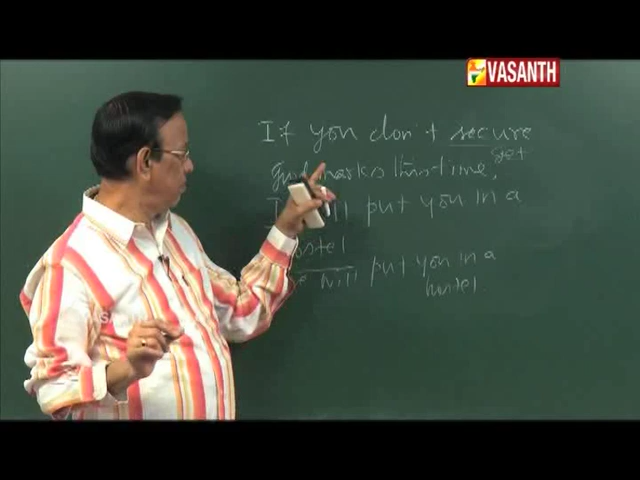 VASANTH
If you don't secure
get
good marks this time,
put you in a
hostel
will put you in a
hostel.